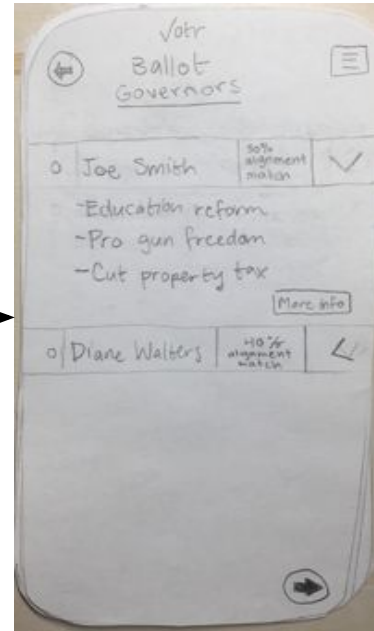 Votr
Ballot
Governors
Joe Smith
50%
alignment
match
-Education reform
-Pro gun freedom
-Cut property tax
More info
Diane Walters
40%
alignment
match